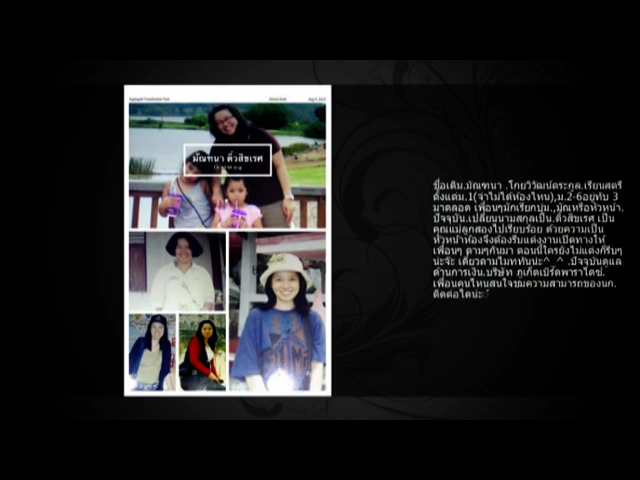 มัณฑนา ติ๋วสิขเรศ
ชื่อเดิม.มัณฑนา .โกยวิวัฒน์ตระกูล.เรียนสตรี
ตั้งแต่ม.1(จำไม่ได้ห้องไหน),ม.2-6อยู่ทับ 3
มาตลอด เพื่อนๆมักเรียกบุ๋ม.,มัณหรือหัวหน้า.
ปัจจุบัน.เปลี่ยนนามสกุลเป็น.ติ๋วสิขเรศ เป็น
คุณแม่ลูกสองไปเรียบร้อย ด้วยความเป็น
หัวหน้าห้องจึงต้องรีบแต่งงานเปิดทางให้
เพื่อนๆ ตามๆกันมา ตอนนี้ใครยังไม่แต่งก็รีบๆ
น่ะจ๊ะ เดี๋ยวตามไม่ทันน่ะ^_^ .ปัจจุบันดูแล
ด้านการเงิน.บริษัท ภูเก็ตเบิร์ดพาราไดซ์.
เพื่อนคนไหนสนใจชมความสามารถของนก.
ติดต่อได้น่ะ